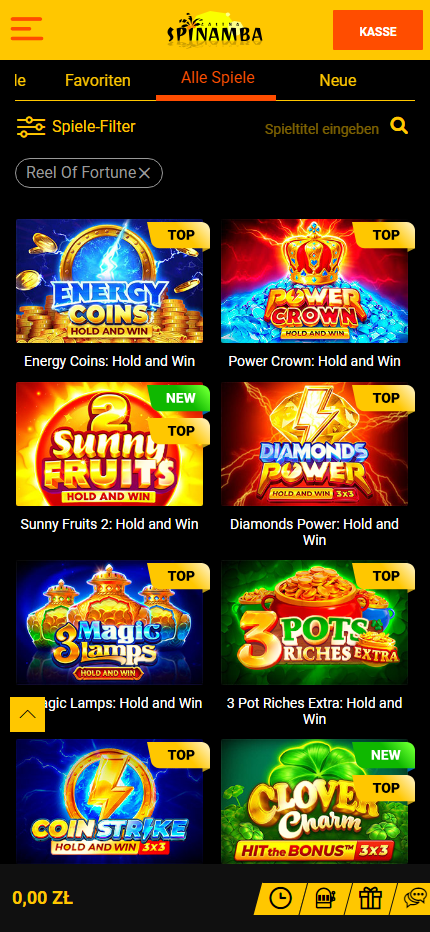 CASINO
SPINAMBA
KASSE
le
Favoriten
Alle Spiele
Neue
Spiele-Filter
Spieltitel eingeben
Reel Of Fortune
TOP
TOP
ENERGY
COINS
HOLD AND WIN
POWER
CROWN
HOLD AND WIN
Energy Coins: Hold and Win
Power Crown: Hold and Win
NEW
TOP
TOP
2
Sunny
FRUITS
HOLD AND WIN
DIAMONDS
POWER
HOLD AND WIN 3X3
Sunny Fruits 2: Hold and Win
Diamonds Power: Hold and
Win
TOP
TOP
3 Magic
Lamps
HOLD AND WIN
3 POTS
RICHES EXTRA
agic Lamps: Hold and Win
3 Pot Riches Extra: Hold and
Win
TOP
NEW
TOP
COIN STRIKE
HOLD AND WIN 3X3
CLOVER
Charm
HIT the BONUS™ 3X3
0,00 ZŁ